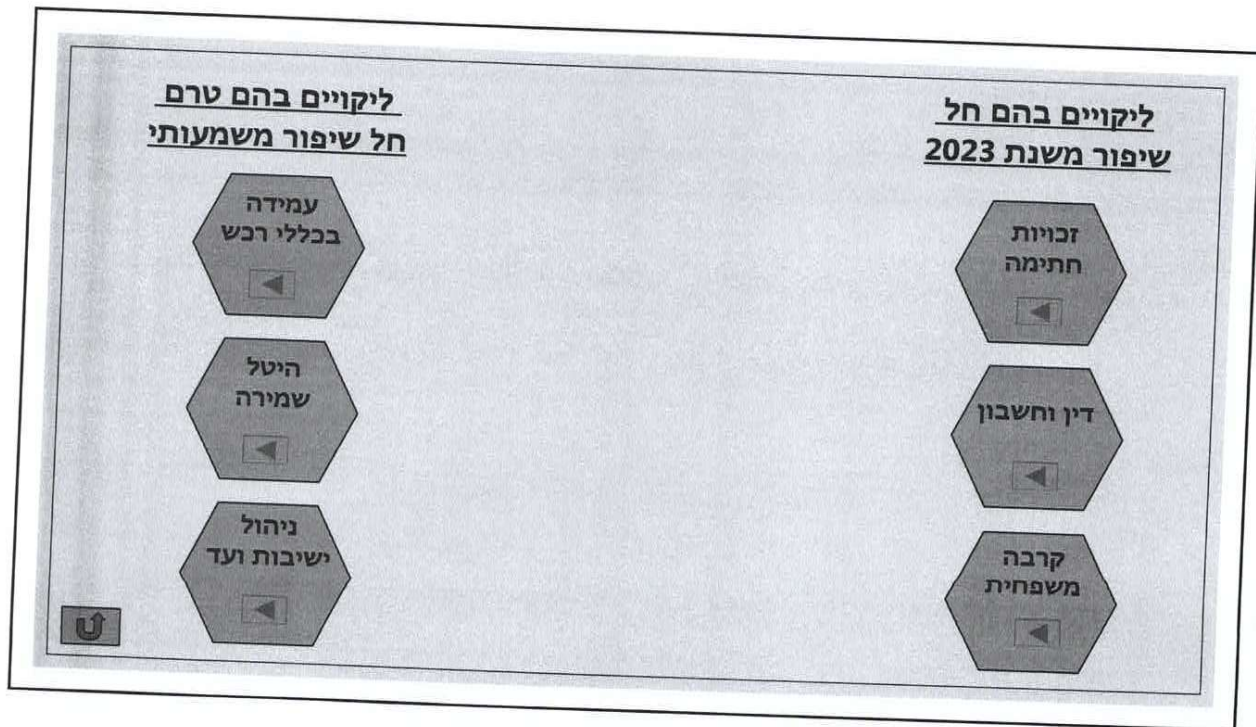 ליקויים בהם חל
שיפור משנת 2023
זכויות
חתימה
דין וחשבון
קרבה
משפחית
ליקויים בהם טרם
חל שיפור משמעותי
עמידה
בכללי רכש
היטל
שמירה
ניהול
ישיבות ועד